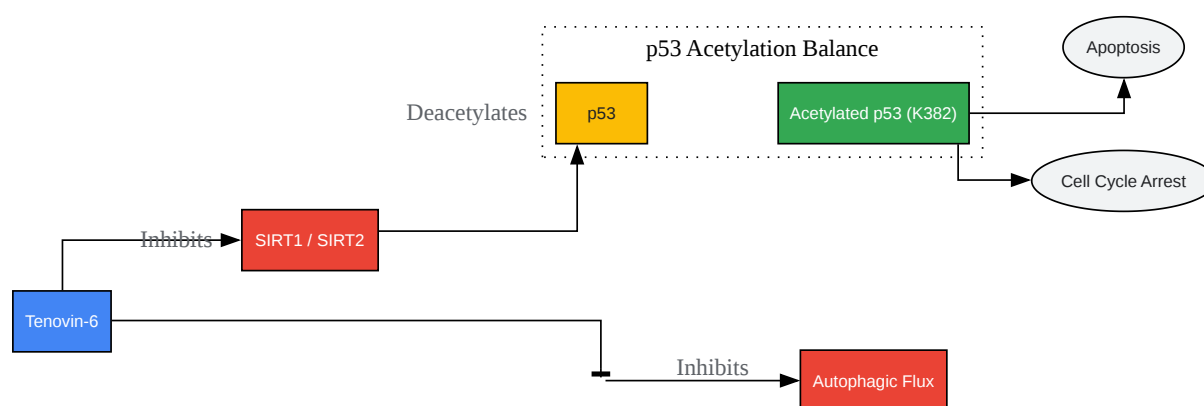 p53 Acetylation Balance
Apoptosis
Deacetylates
p53
Acetylated p53 (K382)
Cell Cycle Arrest
Inhibits
SIRT1 / SIRT2
Tenovin-6
Inhibits
Autophagic Flux